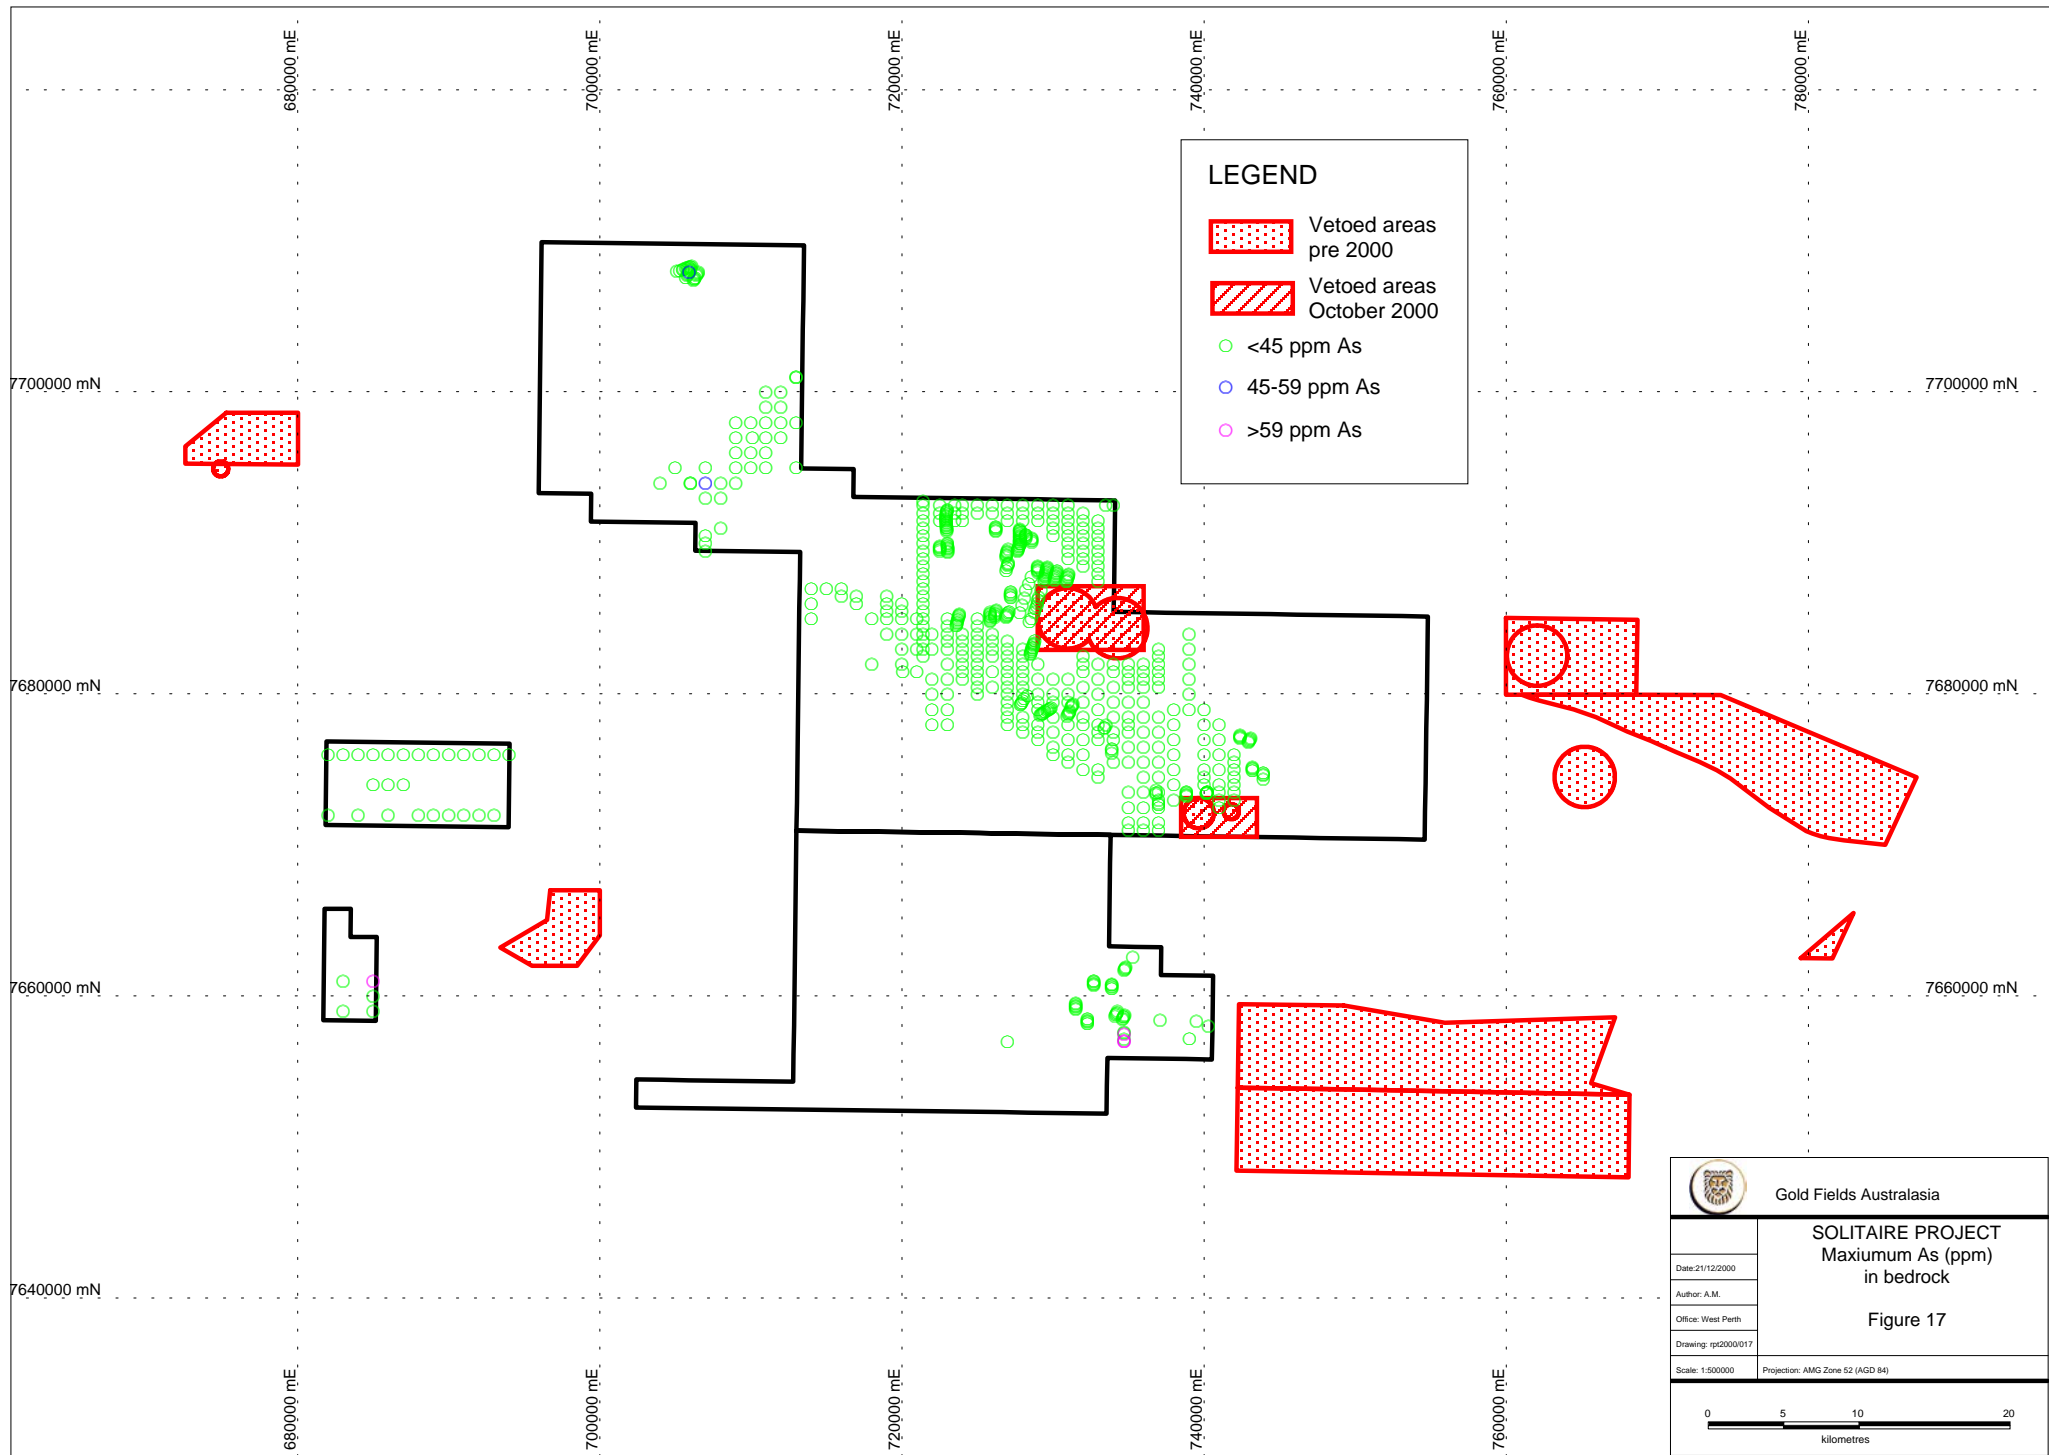 680000 mE
700000 mE
720000 mE
740000 mE
760000 mE
780000 mE
LEGEND
Vetoed areas
pre 2000
Vetoed areas
October 2000
<45 ppm As
45-59 ppm As
>59 ppm As
7700000 mN
7700000 mN
7680000 mN
7680000 mN
7660000 mN
7660000 mN
7640000 mN
680000 mE
700000 mE
720000 mE
740000 mE
760000 mE
Gold Fields Australasia
SOLITAIRE PROJECT
Maxiumum As (ppm)
in bedrock
Figure 17
Date:21/12/2000
Author: A.M.
Office: West Perth
Drawing: rpt2000/017
Scale: 1:500000
Projection: AMG Zone 52 (AGD 84)
0 5 10 20
kilometres